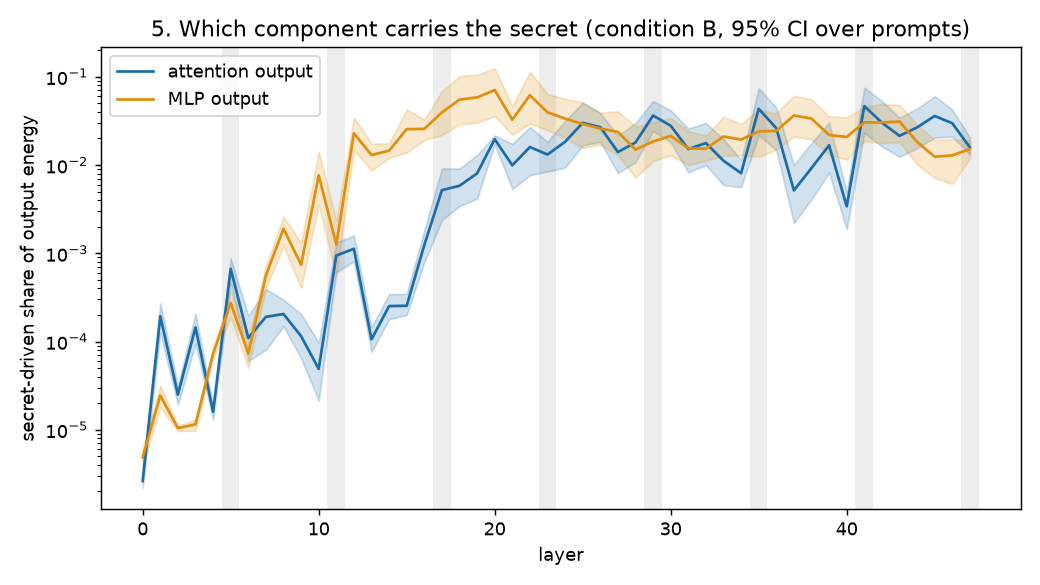 5. Which component carries the secret (condition B, 95% CI over prompts)
attention output
MLP output
secret-driven share of output energy
10⁻¹
10⁻²
10⁻³
10⁻⁴
10⁻⁵
0 10 20 30 40
layer